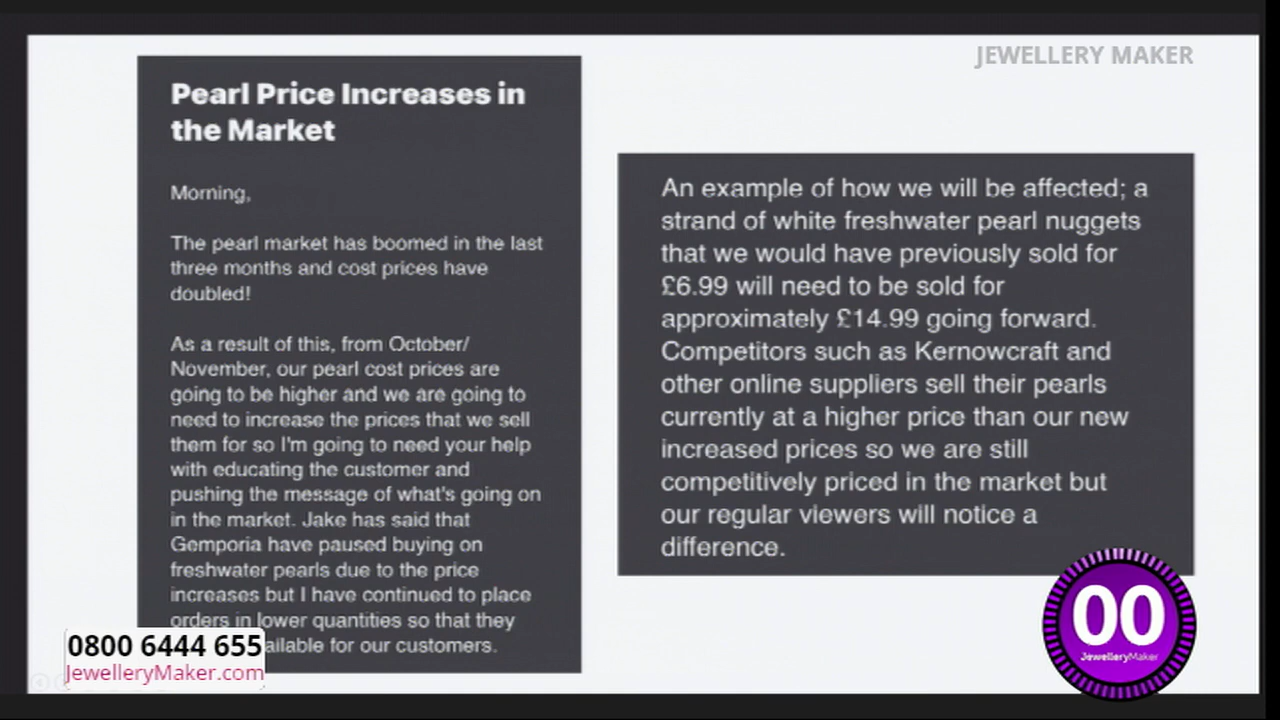 JEWELLERY MAKER
Pearl Price Increases in
the Market
Morning,
The pearl market has boomed in the last
three months and cost prices have
doubled!
As a result of this, from October/
November, our pearl cost prices are
going to be higher and we are going to
need to increase the prices that we sell
them for so I'm going to need your help
with educating the customer and
pushing the message of what's going on
in the market. Jake has said that
Gemporia have paused buying on
freshwater pearls due to the price
increases but I have continued to place
orders in lower quantities so that they
ailable for our customers.
An example of how we will be affected; a
strand of white freshwater pearl nuggets
that we would have previously sold for
£6.99 will need to be sold for
approximately £14.99 going forward.
Competitors such as Kernowcraft and
other online suppliers sell their pearls
currently at a higher price than our new
increased prices so we are still
competitively priced in the market but
our regular viewers will notice a
difference.
0800 6444 655
JewelleryMaker.com
00
JewelleryMaker